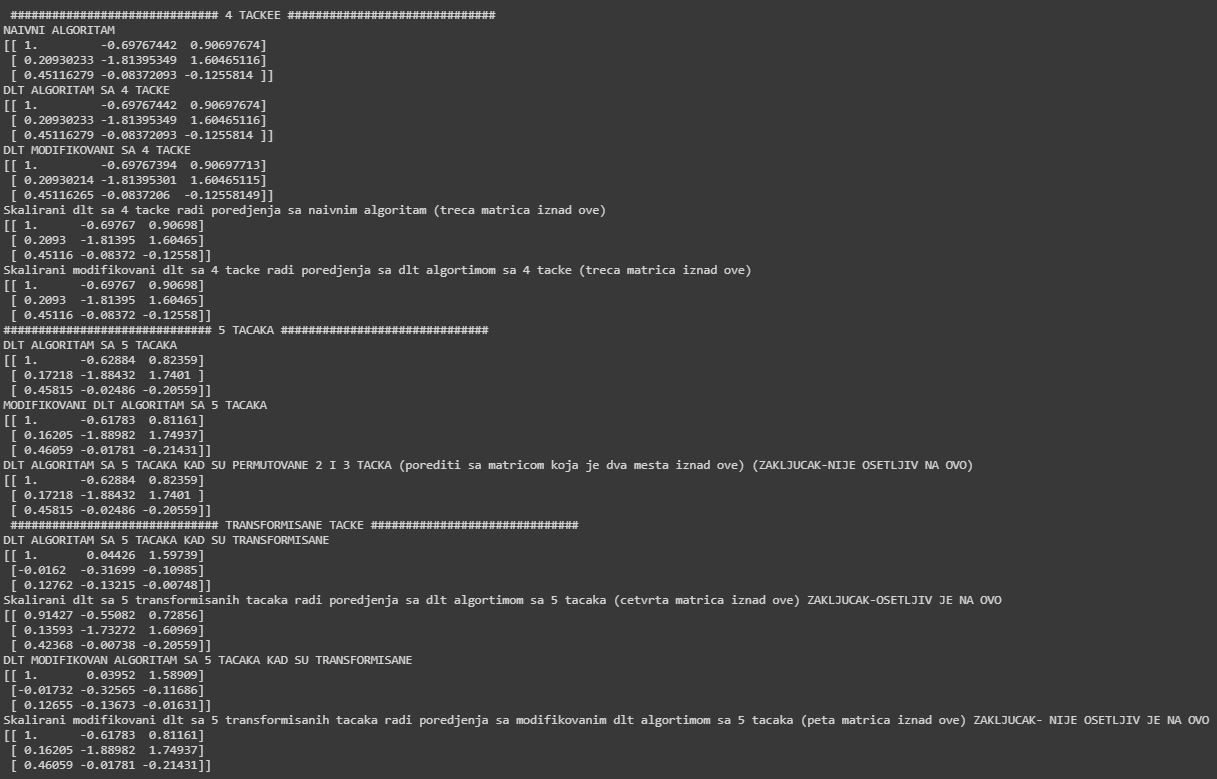 ############################## 4 TACKEE ##############################
NAIVNI ALGORITAM
[[ 1.         -0.69767442  0.90697674]
 [ 0.20930233 -1.81395349  1.60465116]
 [ 0.45116279 -0.08372093 -0.1255814 ]]
DLT ALGORITAM SA 4 TACKE
[[ 1.         -0.69767442  0.90697674]
 [ 0.20930233 -1.81395349  1.60465116]
 [ 0.45116279 -0.08372093 -0.1255814 ]]
DLT MODIFIKOVANI SA 4 TACKE
[[ 1.         -0.69767394  0.90697713]
 [ 0.20930214 -1.81395301  1.60465115]
 [ 0.45116265 -0.0837206  -0.12558149]]
Skalirani dlt sa 4 tacke radi poredjenja sa naivnim algoritam (treca matrica iznad ove)
[[ 1.      -0.69767  0.90698]
 [ 0.2093  -1.81395  1.60465]
 [ 0.45116 -0.08372 -0.12558]]
Skalirani modifikovani dlt sa 4 tacke radi poredjenja sa dlt algortimom sa 4 tacke (treca matrica iznad ove)
[[ 1.      -0.69767  0.90698]
 [ 0.2093  -1.81395  1.60465]
 [ 0.45116 -0.08372 -0.12558]]
############################## 5 TACAKA ##############################
DLT ALGORITAM SA 5 TACAKA
[[ 1.      -0.62884  0.82359]
 [ 0.17218 -1.88432  1.7401 ]
 [ 0.45815 -0.02486 -0.20559]]
MODIFIKOVANI DLT ALGORITAM SA 5 TACAKA
[[ 1.      -0.61783  0.81161]
 [ 0.16205 -1.88982  1.74937]
 [ 0.46059 -0.01781 -0.21431]]
DLT ALGORITAM SA 5 TACAKA KAD SU PERMUTOVANE 2 I 3 TACKA (porediti sa matricom koja je dva mesta iznad ove) (ZAKLJUCAK-NIJE OSETLJIV NA OVO)
[[ 1.      -0.62884  0.82359]
 [ 0.17218 -1.88432  1.7401 ]
 [ 0.45815 -0.02486 -0.20559]]
############################## TRANSFORMISANE TACKE ##############################
DLT ALGORITAM SA 5 TACAKA KAD SU TRANSFORMISANE
[[ 1.       0.04426  1.59739]
 [-0.0162  -0.31699 -0.10985]
 [ 0.12762 -0.13215 -0.00748]]
Skalirani dlt sa 5 transformisanih tacaka radi poredjenja sa dlt algortimom sa 5 tacaka (cetvrta matrica iznad ove) ZAKLJUCAK-OSETLJIV JE NA OVO
[[ 0.91427 -0.55082  0.72856]
 [ 0.13593 -1.73272  1.60969]
 [ 0.42368 -0.00738 -0.20559]]
DLT MODIFIKOVAN ALGORITAM SA 5 TACAKA KAD SU TRANSFORMISANE
[[ 1.       0.03952  1.58909]
 [-0.01732 -0.32565 -0.11686]
 [ 0.12655 -0.13673 -0.01631]]
Skalirani modifikovani dlt sa 5 transformisanih tacaka radi poredjenja sa modifikovanim dlt algortimom sa 5 tacaka (peta matrica iznad ove) ZAKLJUCAK- NIJE OSETLJIV JE NA OVO
[[ 1.      -0.61783  0.81161]
 [ 0.16205 -1.88982  1.74937]
 [ 0.46059 -0.01781 -0.21431]]